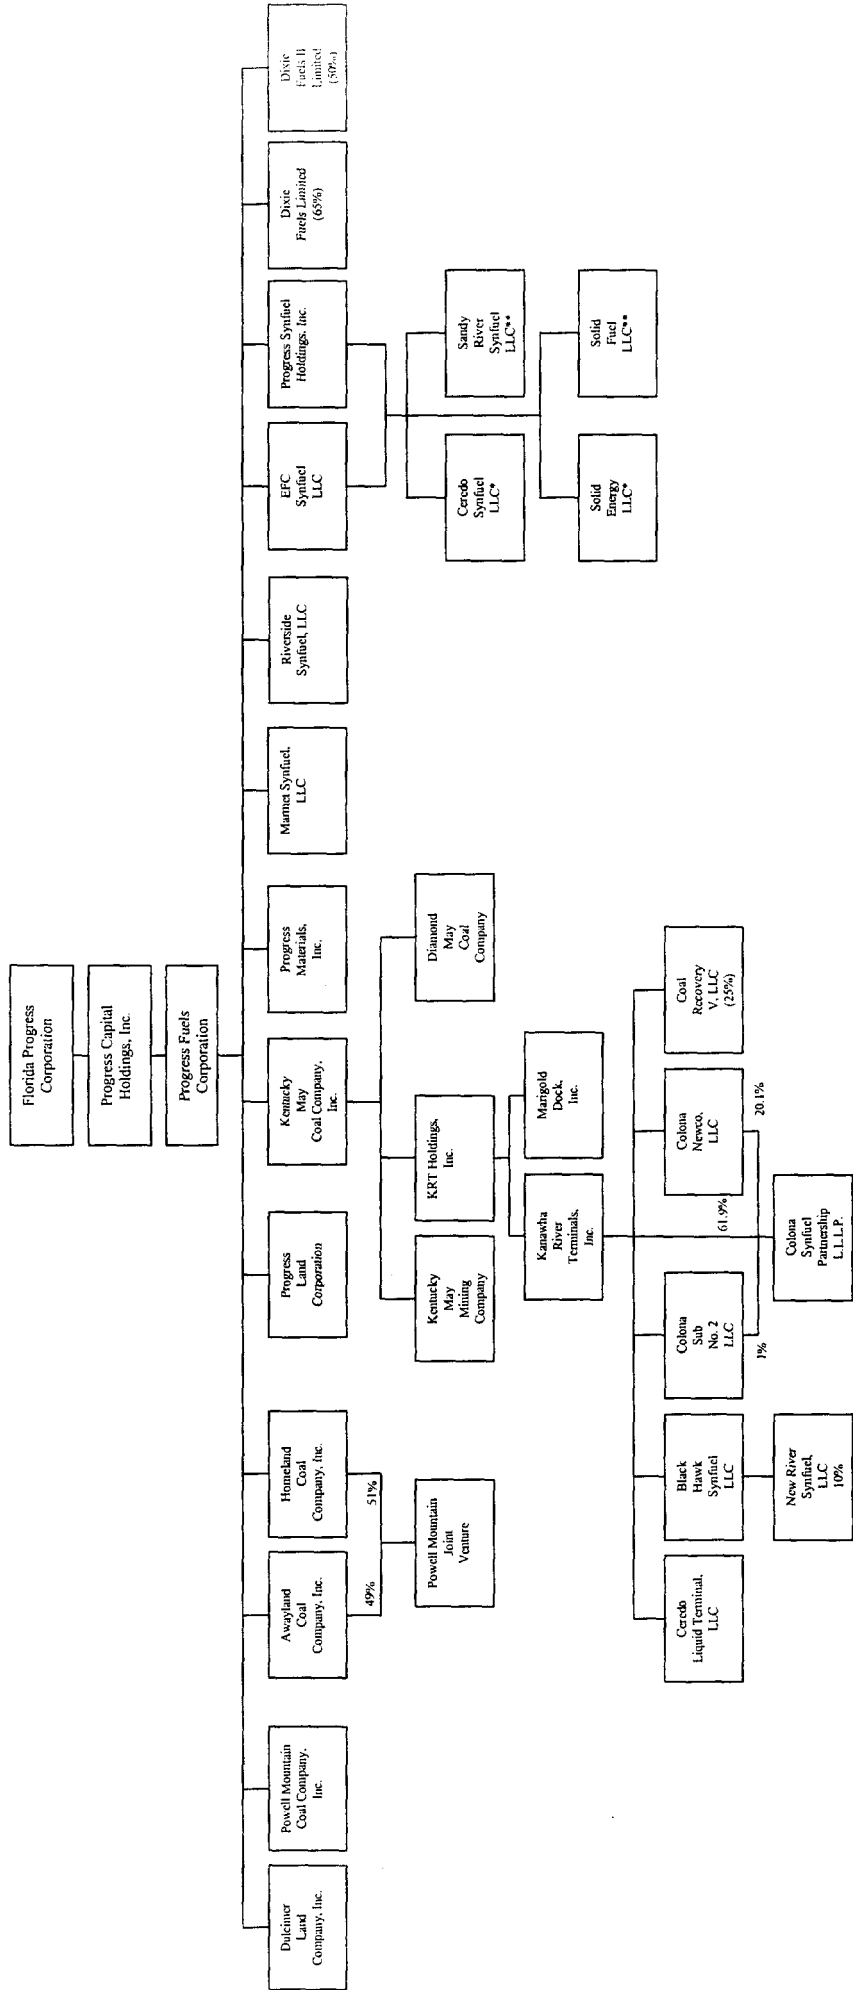 Florida Progress
Corporation
Progress Capital
Holdings, Inc.
Progress Fuels
Corporation
Dulcimer
Land
Company, Inc.
Powell Mountain
Coal Company,
Inc.
Awayland
Coal
Company, Inc.
Homeland
Coal
Company, Inc.
Progress
Land
Corporation
Kentucky
May
Coal Company,
Inc.
Progress
Materials,
Inc.
Marmet Synfuel,
LLC
Riverside
Synfuel, LLC
EFC
Synfuel
LLC
Progress Synfuel
Holdings, Inc.
Dixie
Fuels Limited
(65%)
Dixie
Fuels II
Limited
(50%)
49%
51%
Powell Mountain
Joint
Venture
Kentucky
May
Mining
Company
KRT Holdings,
Inc.
Diamond
May
Coal
Company
Ceredo
Synfuel
LLC*
Sandy
River
Synfuel
LLC**
Kanawha
River
Terminals,
Inc.
Marigold
Dock,
Inc.
Solid
Energy
LLC*
Solid
Fuel
LLC**
Ceredo
Liquid Terminal,
LLC
Black
Hawk
Synfuel
LLC
Colona
Sub
No. 2
LLC
Colona
Newco,
LLC
Coal
Recovery
V, LLC
(25%)
1%
61.9%
20.1%
New River
Synfuel,
LLC
10%
Colona
Synfuel
Partnership
L.L.L.P.